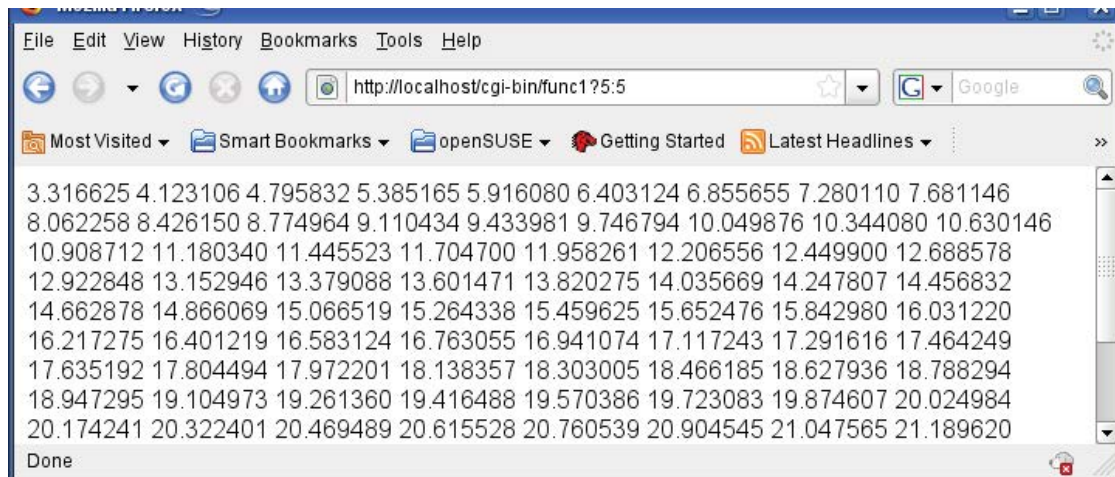 Mozilla Firefox
File Edit View History Bookmarks Tools Help
http://localhost/cgi-bin/func1?5:5 G Google
Most Visited Smart Bookmarks openSUSE Getting Started Latest Headlines »
3.316625 4.123106 4.795832 5.385165 5.916080 6.403124 6.855655 7.280110 7.681146
8.062258 8.426150 8.774964 9.110434 9.433981 9.746794 10.049876 10.344080 10.630146
10.908712 11.180340 11.445523 11.704700 11.958261 12.206556 12.449900 12.688578
12.922848 13.152946 13.379088 13.601471 13.820275 14.035669 14.247807 14.456832
14.662878 14.866069 15.066519 15.264338 15.459625 15.652476 15.842980 16.031220
16.217275 16.401219 16.583124 16.763055 16.941074 17.117243 17.291616 17.464249
17.635192 17.804494 17.972201 18.138357 18.303005 18.466185 18.627936 18.788294
18.947295 19.104973 19.261360 19.416488 19.570386 19.723083 19.874607 20.024984
20.174241 20.322401 20.469489 20.615528 20.760539 20.904545 21.047565 21.189620
Done